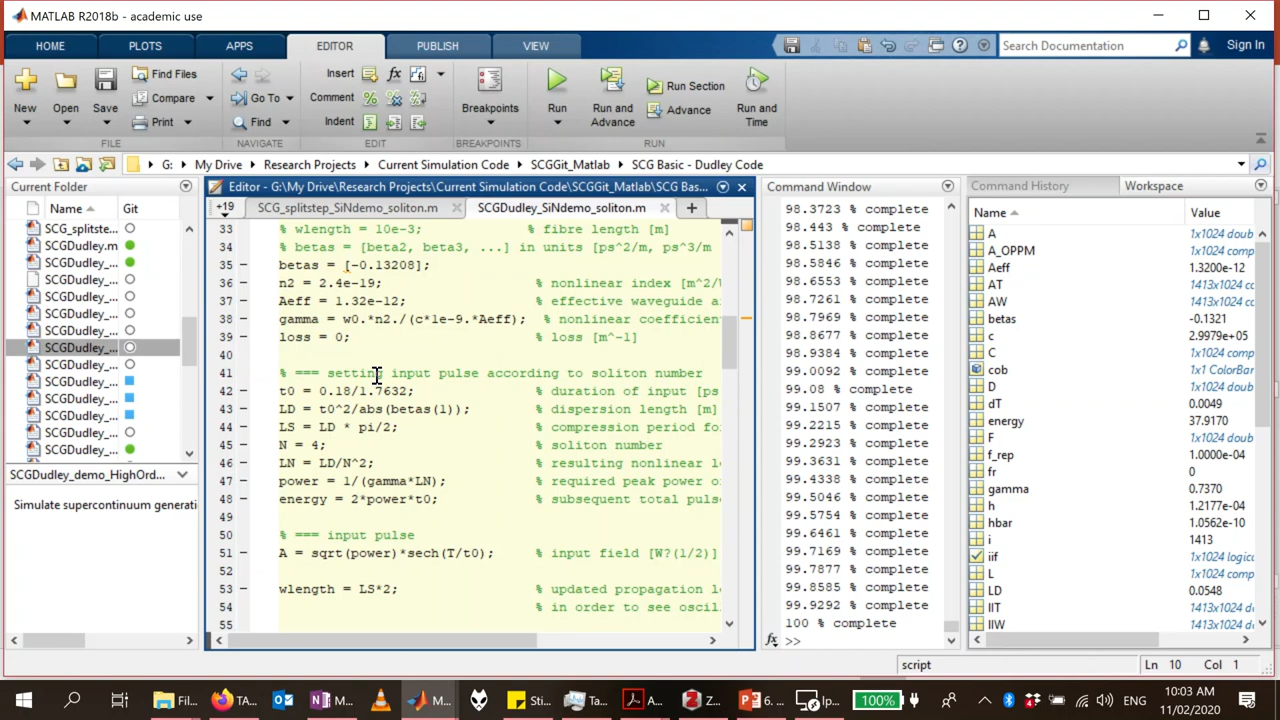 MATLAB R2018b - academic use
HOME PLOTS APPS EDITOR PUBLISH VIEW Search Documentation Sign In
New Open Save Find Files Compare Print Go To Find Insert Comment Indent fx Breakpoints Run Run and Advance Run Section Advance Run and Time
FILE NAVIGATE EDIT BREAKPOINTS RUN
G: My Drive Research Projects Current Simulation Code SCGGit_Matlab SCG Basic - Dudley Code
Current Folder
Name Git
SCG_splitste...
SCGDudley.m
SCGDudley_...
SCGDudley_...
SCGDudley_...
SCGDudley_...
SCGDudley_...
SCGDudley_...
SCGDudley_...
SCGDudley_...
SCGDudley_...
SCGDudley_...
SCGDudley_...
SCGDudley_...
SCGDudley_demo_HighOrd...
Simulate supercontinuum generati
Editor - G:\My Drive\Research Projects\Current Simulation Code\SCGGit_Matlab\SCG Bas...
+19 SCG_splitstep_SiNdemo_soliton.m SCGDudley_SiNdemo_soliton.m
33 % wlength = 10e-3; % fibre length [m]
34 % betas = [beta2, beta3, ...] in units [ps^2/m, ps^3/m
35 betas = [-0.13208];
36 n2 = 2.4e-19; % nonlinear index [m^2/
37 Aeff = 1.32e-12; % effective waveguide a
38 gamma = w0.*n2./(c*1e-9.*Aeff); % nonlinear coefficien
39 loss = 0; % loss [m^-1]
40
41 % === setting input pulse according to soliton number
42 t0 = 0.18/1.7632; % duration of input [ps
43 LD = t0^2/abs(betas(1)); % dispersion length [m]
44 LS = LD * pi/2; % compression period fo
45 N = 4; % soliton number
46 LN = LD/N^2; % resulting nonlinear l
47 power = 1/(gamma*LN); % required peak power o
48 energy = 2*power*t0; % subsequent total puls
49
50 % === input pulse
51 A = sqrt(power)*sech(T/t0); % input field [W?(1/2)]
52
53 wlength = LS*2; % updated propagation l
54 % in order to see oscil
55
Command Window
98.3723 % complete
98.443 % complete
98.5138 % complete
98.5846 % complete
98.6553 % complete
98.7261 % complete
98.7969 % complete
98.8677 % complete
98.9384 % complete
99.0092 % complete
99.08 % complete
99.1507 % complete
99.2215 % complete
99.2923 % complete
99.3631 % complete
99.4338 % complete
99.5046 % complete
99.5754 % complete
99.6461 % complete
99.7169 % complete
99.7877 % complete
99.8585 % complete
99.9292 % complete
100 % complete
fx >>
Command History Workspace
Name Value
A 1x1024 doub
A_OPPM 1x1024 doub
Aeff 1.3200e-12
AT 1413x1024 cc
AW 1413x1024 cc
betas -0.1321
c 2.9979e+05
C 1x1024 comp
cob 1x1 ColorBar
D 1x1024 comp
dT 0.0049
energy 37.9170
F 1x1024 doub
f_rep 1.0000e-04
fr 0
gamma 0.7370
h 1.2177e-04
hbar 1.0562e-10
i 1413
iif 1x1024 logica
L 1x1024 comp
LD 0.0548
lIT 1413x1024 dc
lIW 1413x1024 dc
script Ln 10 Col 1
Fil... TA... M... M... Sti... Ta... A... Z... 6. ... Ip... 100% ENG 10:03 AM
11/02/2020